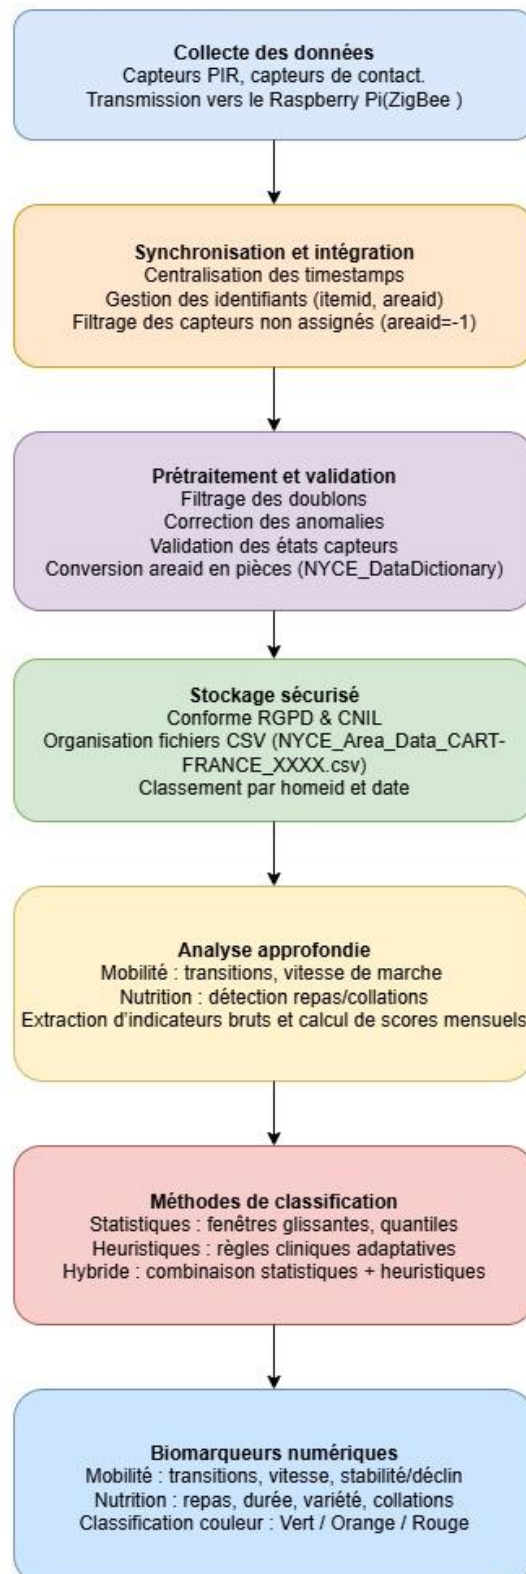 Collecte des données
Capteurs PIR, capteurs de contact.
Transmission vers le Raspberry Pi(ZigBee )
Synchronisation et intégration
Centralisation des timestamps
Gestion des identifiants (itemid, areaid)
Filtrage des capteurs non assignés (areaid=-1)
Prétraitement et validation
Filtrage des doublons
Correction des anomalies
Validation des états capteurs
Conversion areaid en pièces (NYCE_DataDictionary)
Stockage sécurisé
Conforme RGPD & CNIL
Organisation fichiers CSV (NYCE_Area_Data_CART-
FRANCE_XXXX.csv)
Classement par homeid et date
Analyse approfondie
Mobilité : transitions, vitesse de marche
Nutrition : détection repas/collations
Extraction d'indicateurs bruts et calcul de scores mensuels
Méthodes de classification
Statistiques : fenêtres glissantes, quantiles
Heuristiques : règles cliniques adaptatives
Hybride : combinaison statistiques + heuristiques
Biomarqueurs numériques
Mobilité : transitions, vitesse, stabilité/déclin
Nutrition : repas, durée, variété, collations
Classification couleur : Vert / Orange / Rouge